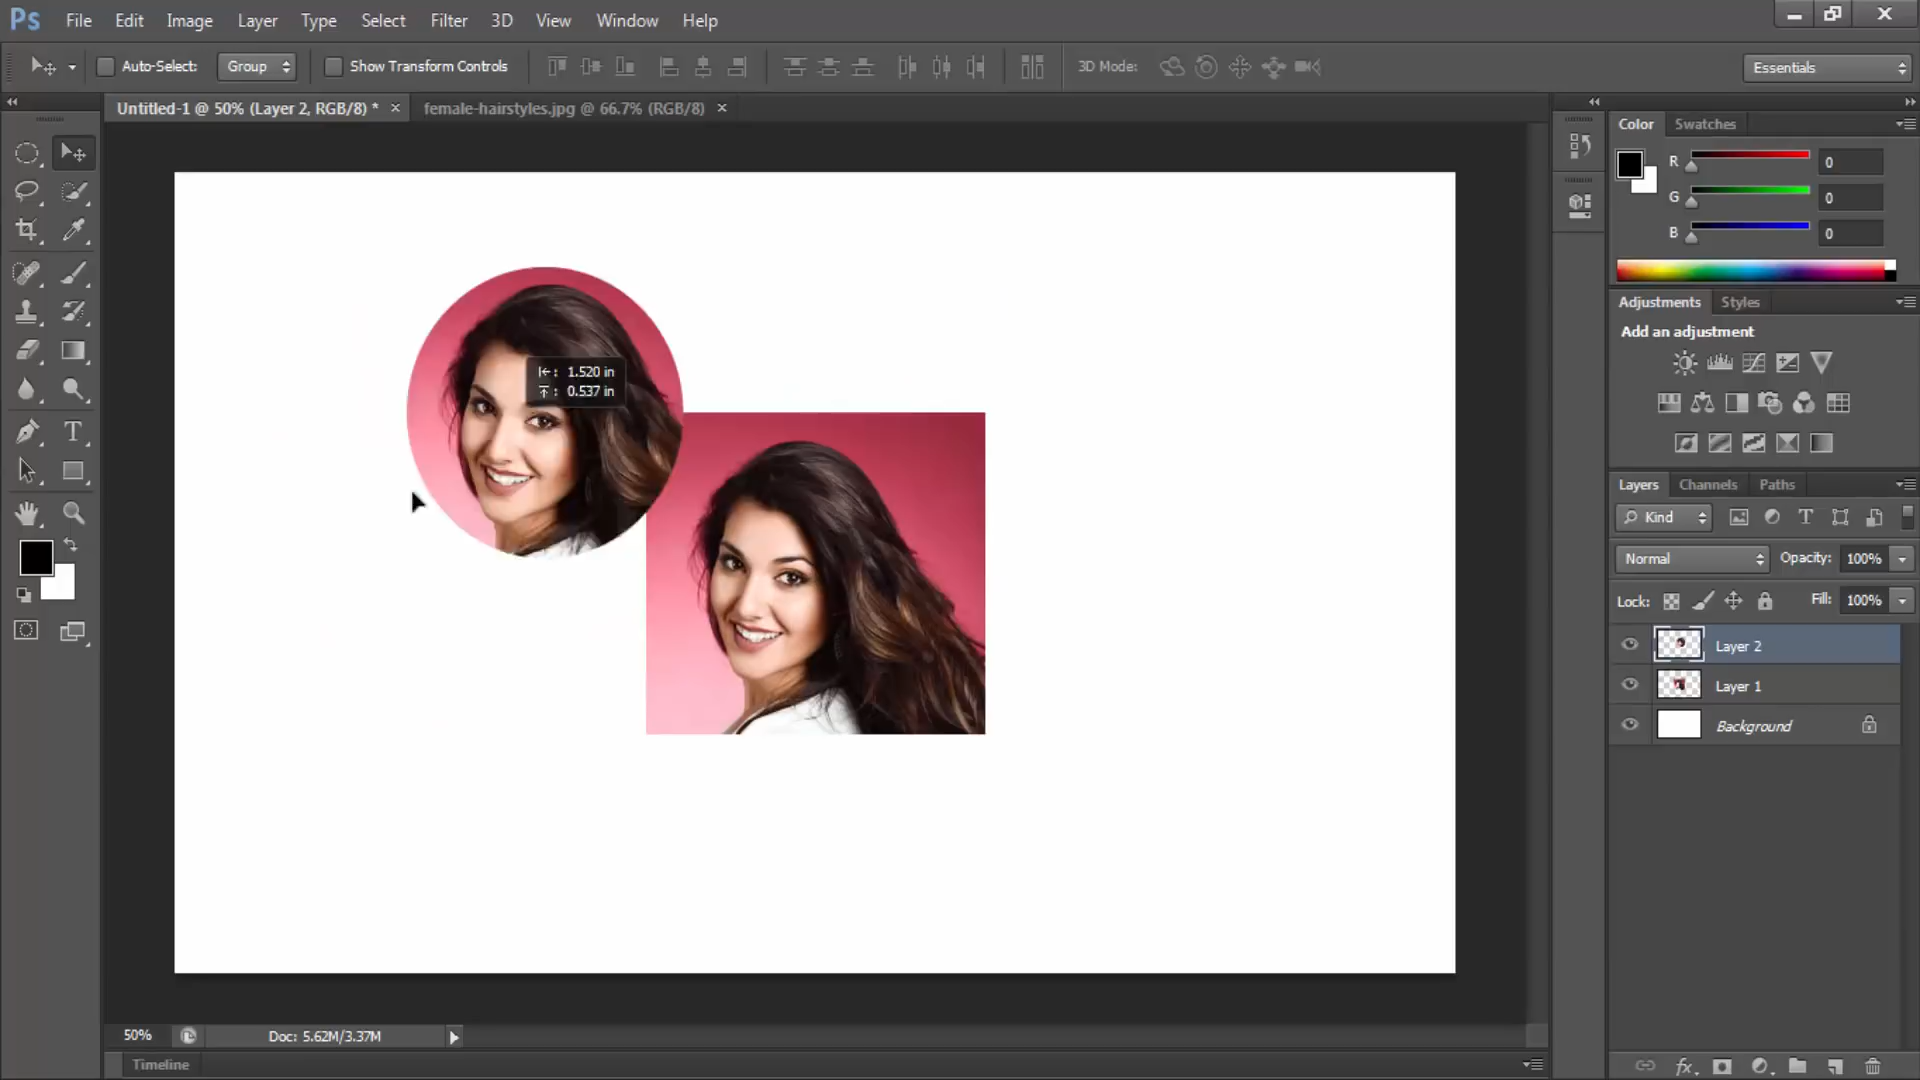 Ps File Edit Image Layer Type Select Filter 3D View Window Help
Auto-Select: Group Show Transform Controls 3D Mode: Essentials
Untitled-1 @ 50% (Layer 2, RGB/8) * × female-hairstyles.jpg @ 66.7% (RGB/8) ×
Color Swatches
R 0
G 0
B 0
Adjustments Styles
Add an adjustment
1.520 in
0.537 in
Layers Channels Paths
Kind
Normal Opacity: 100%
Lock: Fill: 100%
Layer 2
Layer 1
Background
50% Doc: 5.62M/3.37M
Timeline